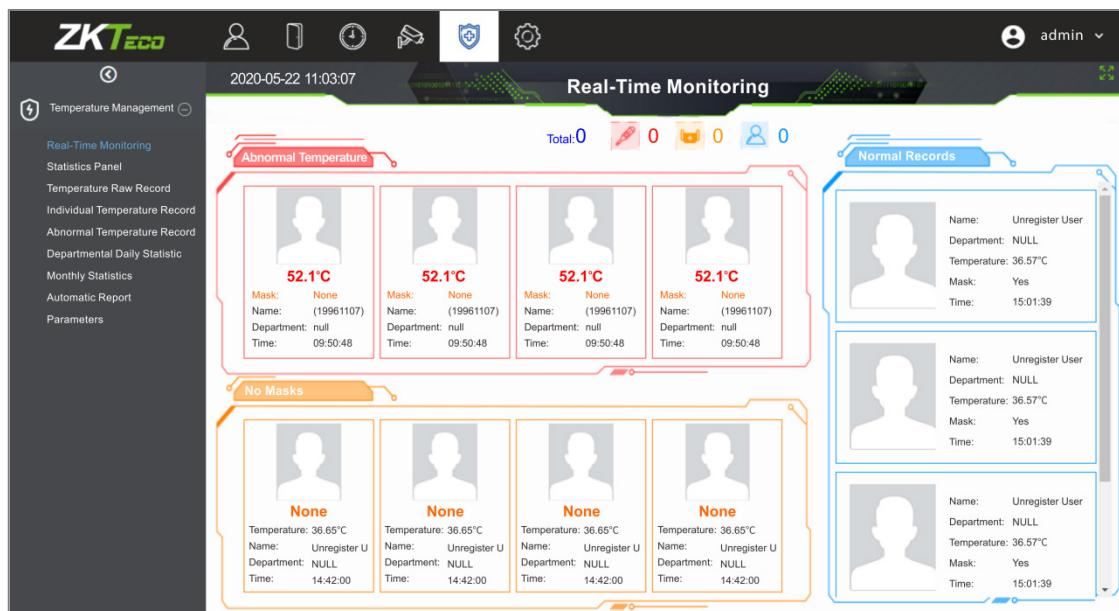 ZKTECO
admin
Temperature Management
Real-Time Monitoring
Statistics Panel
Temperature Raw Record
Individual Temperature Record
Abnormal Temperature Record
Departmental Daily Statistic
Monthly Statistics
Automatic Report
Parameters
2020-05-22 11:03:07
Real-Time Monitoring
Total:0 0 0 0
Abnormal Temperature
52.1°C
Mask: None
Name: (19961107)
Department: null
Time: 09:50:48
52.1°C
Mask: None
Name: (19961107)
Department: null
Time: 09:50:48
52.1°C
Mask: None
Name: (19961107)
Department: null
Time: 09:50:48
52.1°C
Mask: None
Name: (19961107)
Department: null
Time: 09:50:48
No Masks
None
Temperature: 36.65°C
Name: Unregister U
Department: NULL
Time: 14:42:00
None
Temperature: 36.65°C
Name: Unregister U
Department: NULL
Time: 14:42:00
None
Temperature: 36.65°C
Name: Unregister U
Department: NULL
Time: 14:42:00
None
Temperature: 36.65°C
Name: Unregister U
Department: NULL
Time: 14:42:00
Normal Records
Name: Unregister User
Department: NULL
Temperature: 36.57°C
Mask: Yes
Time: 15:01:39
Name: Unregister User
Department: NULL
Temperature: 36.57°C
Mask: Yes
Time: 15:01:39
Name: Unregister User
Department: NULL
Temperature: 36.57°C
Mask: Yes
Time: 15:01:39